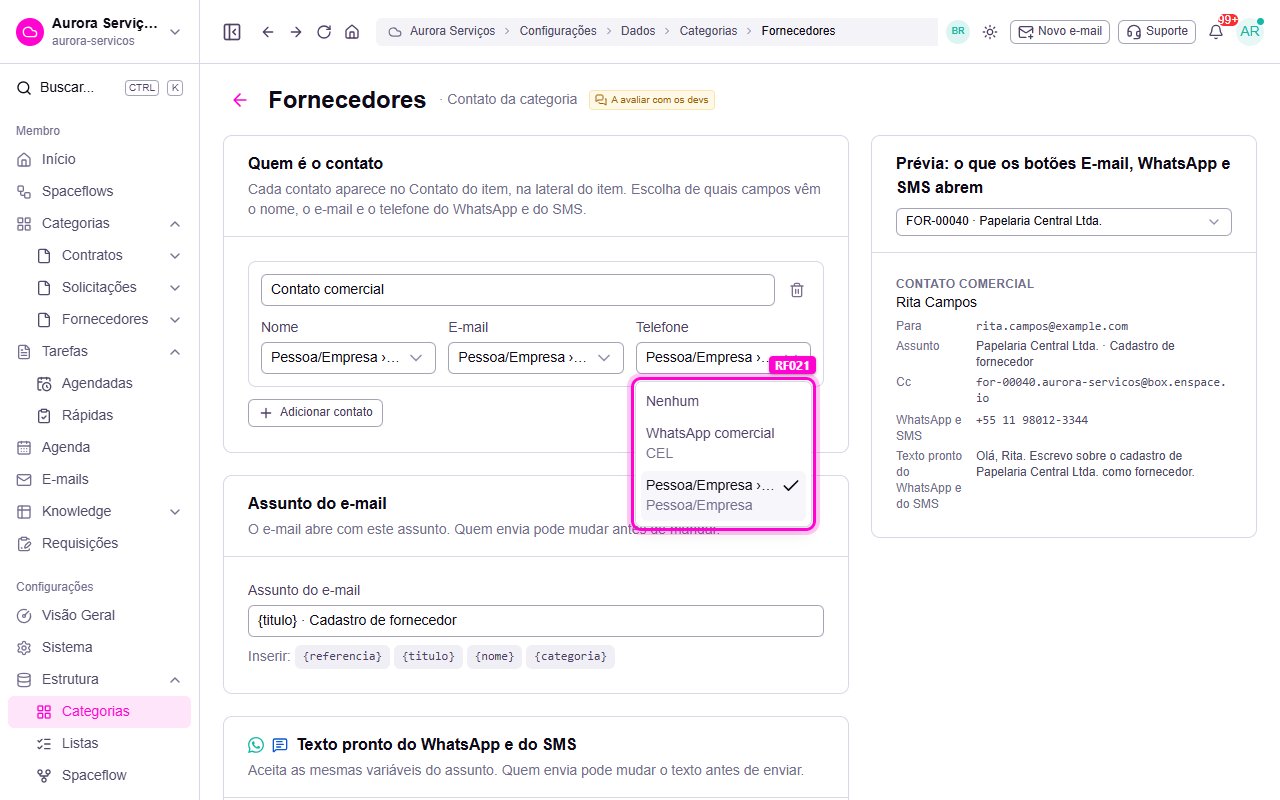 Aurora Serviç...
aurora-servicos
Aurora Serviços
Configurações
Dados
Categorias
Fornecedores
BR
Novo e-mail
Suporte
99+
AR
Buscar...
CTRL
K
Membro
Início
Spaceflows
Categorias
Contratos
Solicitações
Fornecedores
Tarefas
Agendadas
Rápidas
Agenda
E-mails
Knowledge
Requisições
Configurações
Visão Geral
Sistema
Estrutura
Categorias
Listas
Spaceflow
Fornecedores
· Contato da categoria
A avaliar com os devs
Quem é o contato
Cada contato aparece no Contato do item, na lateral do item. Escolha de quais campos vêm
o nome, o e-mail e o telefone do WhatsApp e do SMS.
Contato comercial
Nome
E-mail
Telefone
Pessoa/Empresa ›...
Pessoa/Empresa ›...
Pessoa/Empresa ›...
RF021
Nenhum
WhatsApp comercial
CEL
Pessoa/Empresa ›...
Pessoa/Empresa
Adicionar contato
Assunto do e-mail
O e-mail abre com este assunto. Quem envia pode mudar antes de mandar.
Assunto do e-mail
{titulo} · Cadastro de fornecedor
Inserir: {referencia} {titulo} {nome} {categoria}
Texto pronto do WhatsApp e do SMS
Aceita as mesmas variáveis do assunto. Quem envia pode mudar o texto antes de enviar.
Prévia: o que os botões E-mail, WhatsApp e
SMS abrem
FOR-00040 · Papelaria Central Ltda.
CONTATO COMERCIAL
Rita Campos
Para
rita.campos@example.com
Assunto
Papelaria Central Ltda. · Cadastro de
fornecedor
Cc
for-00040.aurora-servicos@box.enspace.
io
WhatsApp e
SMS
+55 11 98012-3344
Texto pronto
do
WhatsApp e
do SMS
Olá, Rita. Escrevo sobre o cadastro de
Papelaria Central Ltda. como fornecedor.